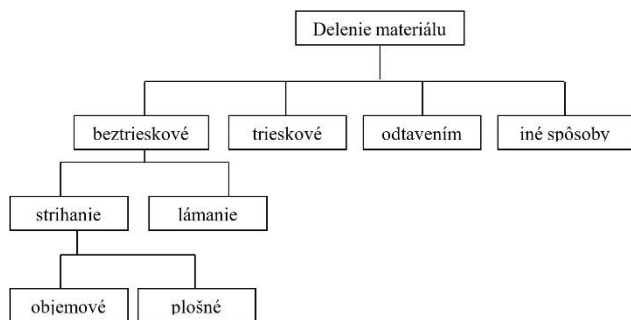 Delenie materiálu
beztrieskové
trieskové
odtavením
iné spôsoby
strihanie
lámanie
objemové
plošné